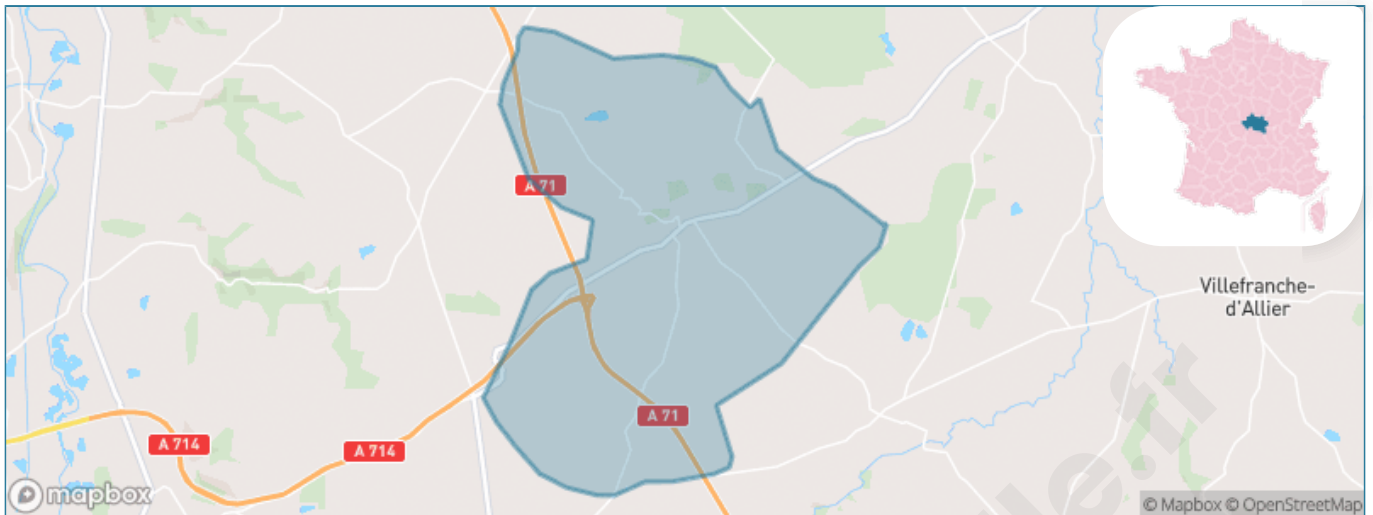 A 71
Villefranche-
d'Allier
A 71
A 714
A 714
mapbox
© Mapbox © OpenStreetMap